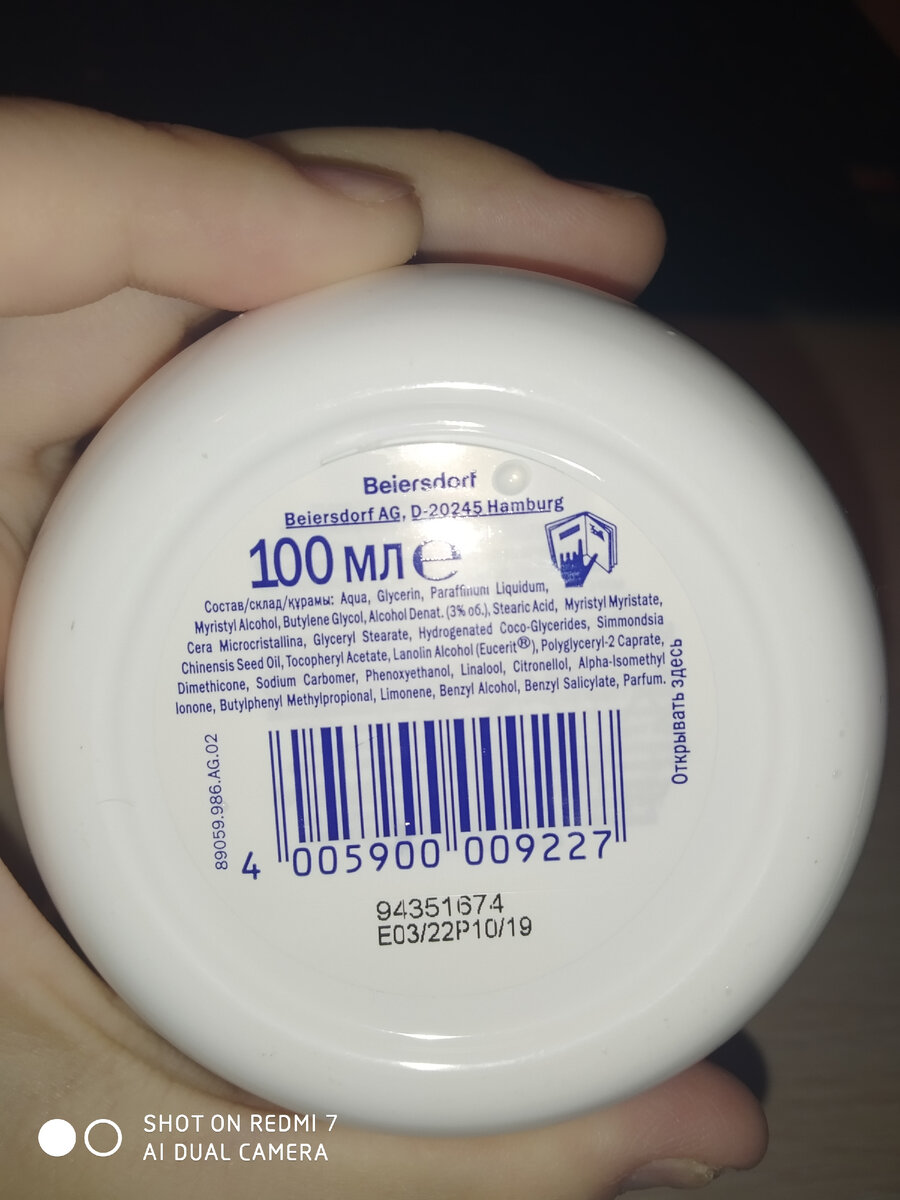 Beiersdorf
Beiersdorf AG, D-20245 Hamburg
100 мл ℮
Состав/склад/құрамы: Aqua, Glycerin, Paraffinum Liquidum,
Myristyl Alcohol, Butylene Glycol, Alcohol Denat. (3% об.), Stearic Acid, Myristyl Myristate,
Cera Microcristallina, Glyceryl Stearate, Hydrogenated Coco-Glycerides, Simmondsia
Chinensis Seed Oil, Tocopheryl Acetate, Lanolin Alcohol (Eucerit®), Polyglyceryl-2 Caprate,
Dimethicone, Sodium Carbomer, Phenoxyethanol, Linalool, Citronellol, Alpha-Isomethyl
Ionone, Butylphenyl Methylpropional, Limonene, Benzyl Alcohol, Benzyl Salicylate, Parfum.
Открывать здесь
89059.986.AG.02
4 005900 009227
94351674
E03/22P10/19
SHOT ON REDMI 7
AI DUAL CAMERA